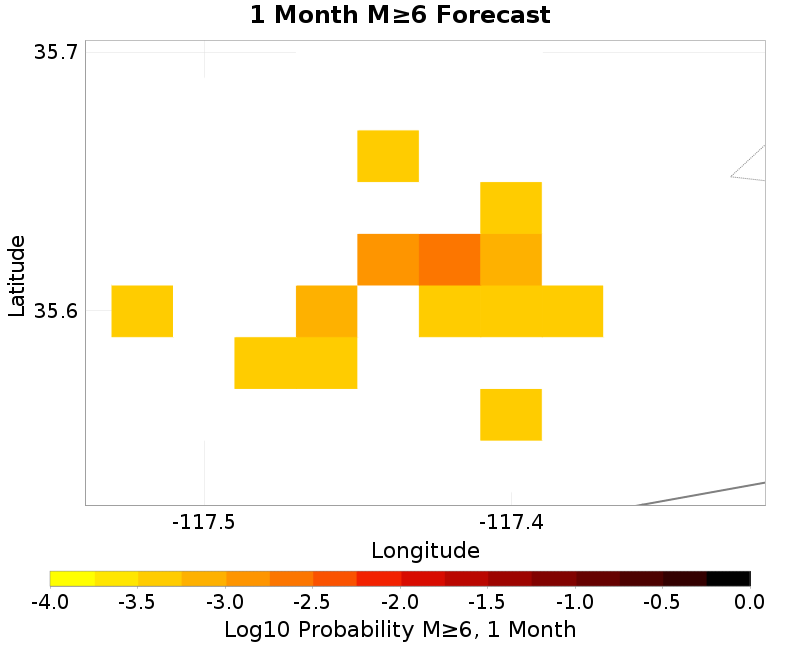 1 Month M≥6 Forecast
35.7
35.6
Latitude
-117.5 -117.4
Longitude
-4.0 -3.5 -3.0 -2.5 -2.0 -1.5 -1.0 -0.5 0.0
Log10 Probability M≥6, 1 Month